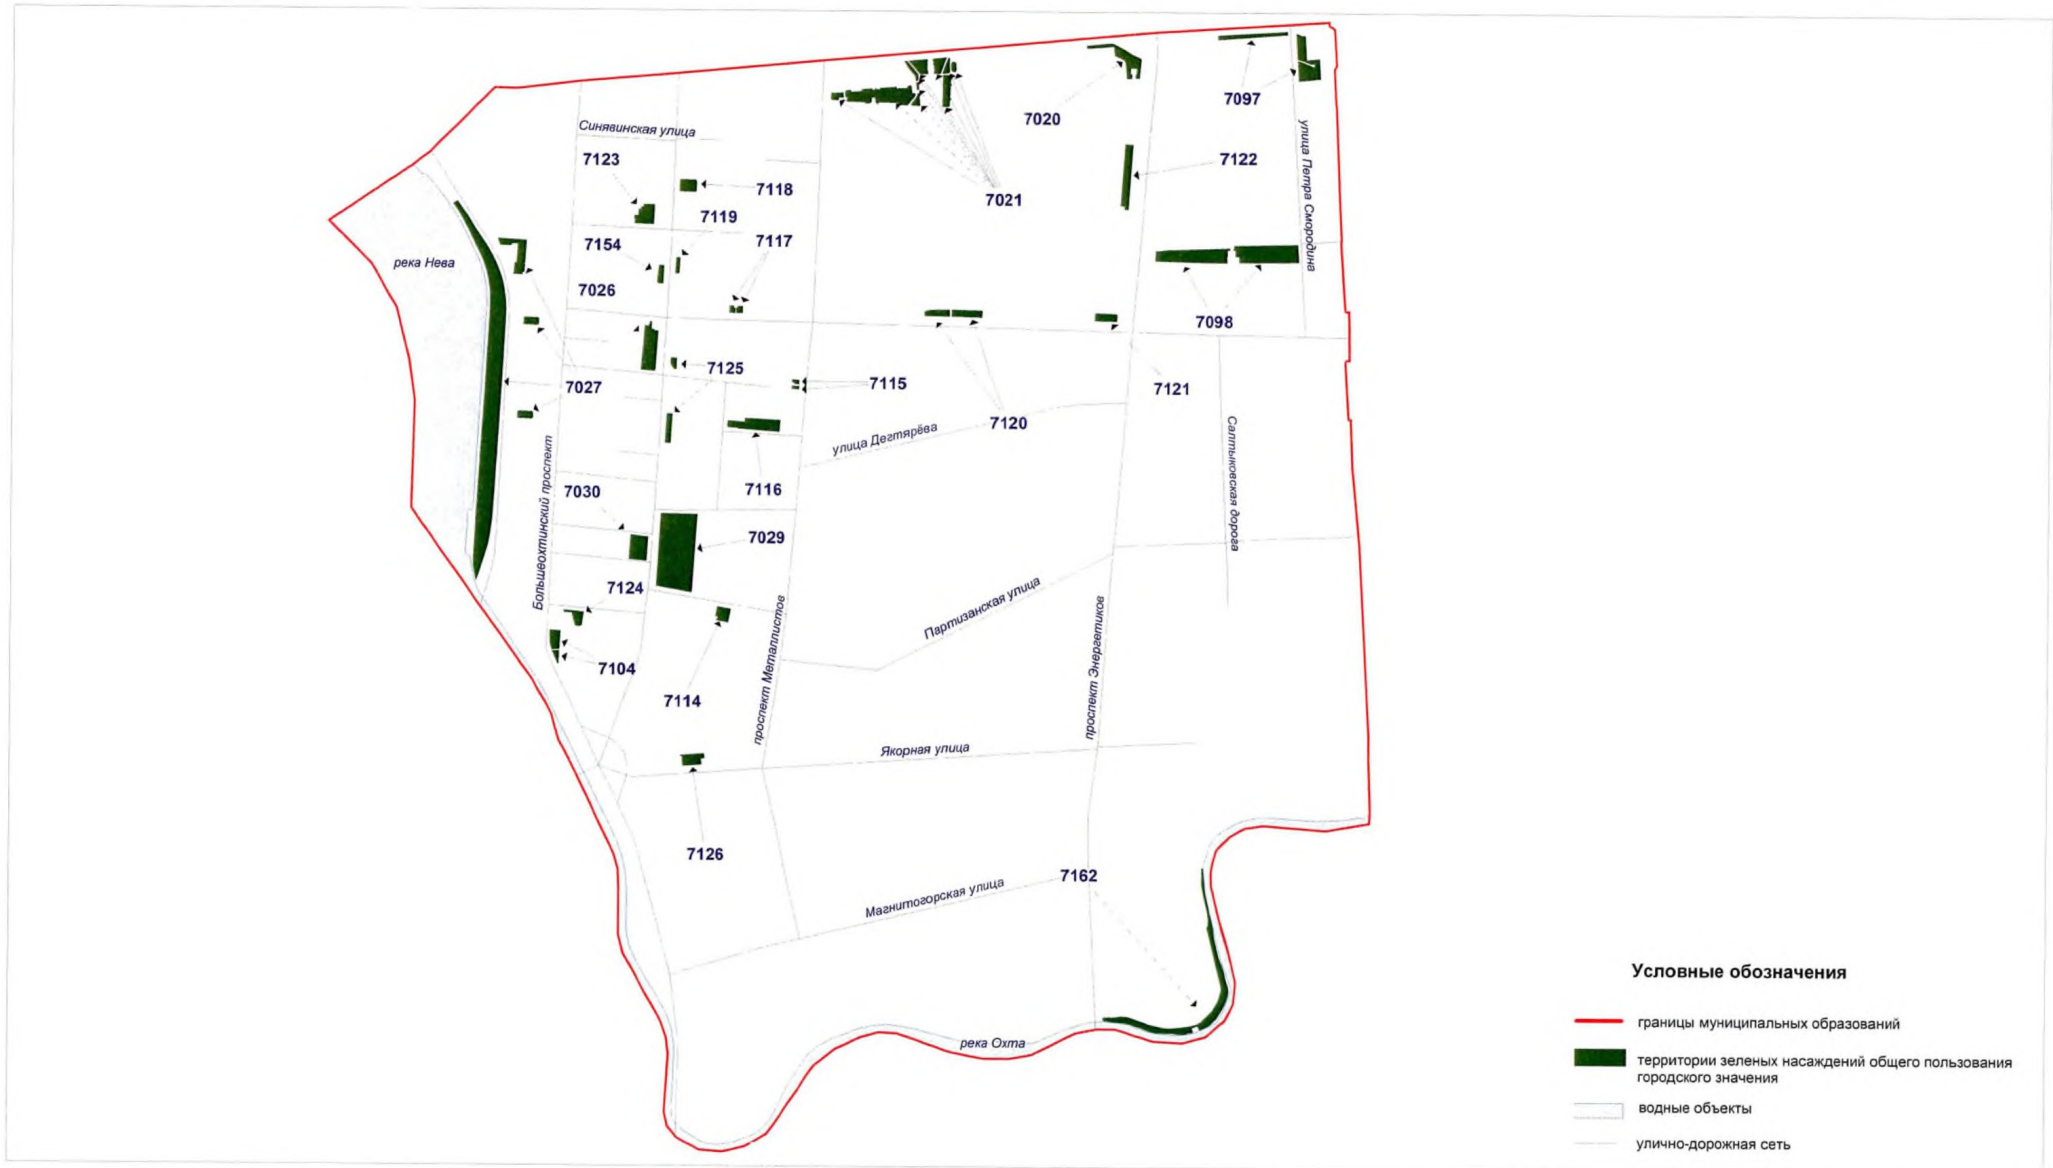 7097
7020
улица Петра Смородина
Синявинская улица
7123
7122
7118
7021
7119
7117
7154
река Нева
7026
7098
7125
7027
7115
7121
7120
улица Дегтярёва
Салтыковская дорога
Большеохтинский проспект
7030
7116
7029
7124
Партизанская улица
проспект Металлистов
проспект Энергетиков
7104
7114
Якорная улица
7126
7162
Магнитогорская улица
река Охта
Условные обозначения
границы муниципальных образований
территории зеленых насаждений общего пользования
городского значения
водные объекты
улично-дорожная сеть